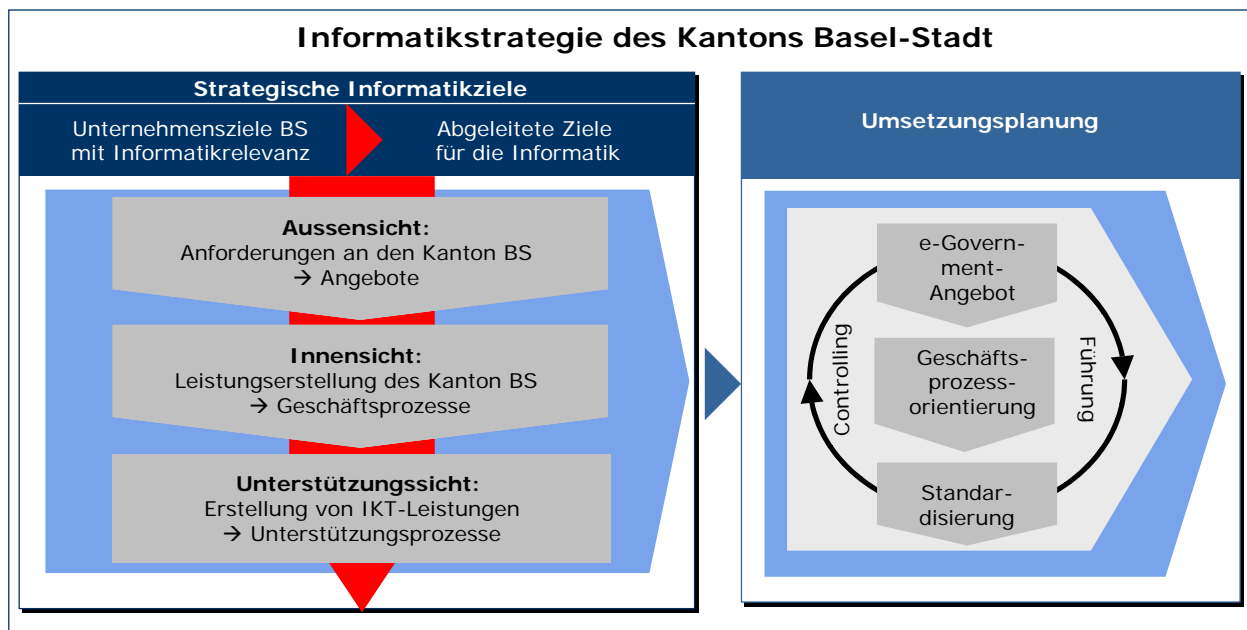 Informatikstrategie des Kantons Basel-Stadt
Strategische Informatikziele
Unternehmensziele BS
mit Informatikrelevanz
Abgeleitete Ziele
für die Informatik
Aussensicht:
Anforderungen an den Kanton BS
→ Angebote
Innensicht:
Leistungserstellung des Kanton BS
→ Geschäftsprozesse
Unterstützungssicht:
Erstellung von IKT-Leistungen
→ Unterstützungsprozesse
Umsetzungsplanung
e-Govern-
ment-
Angebot
Geschäfts-
prozess-
orientierung
Standar-
disierung
Controlling
Führung